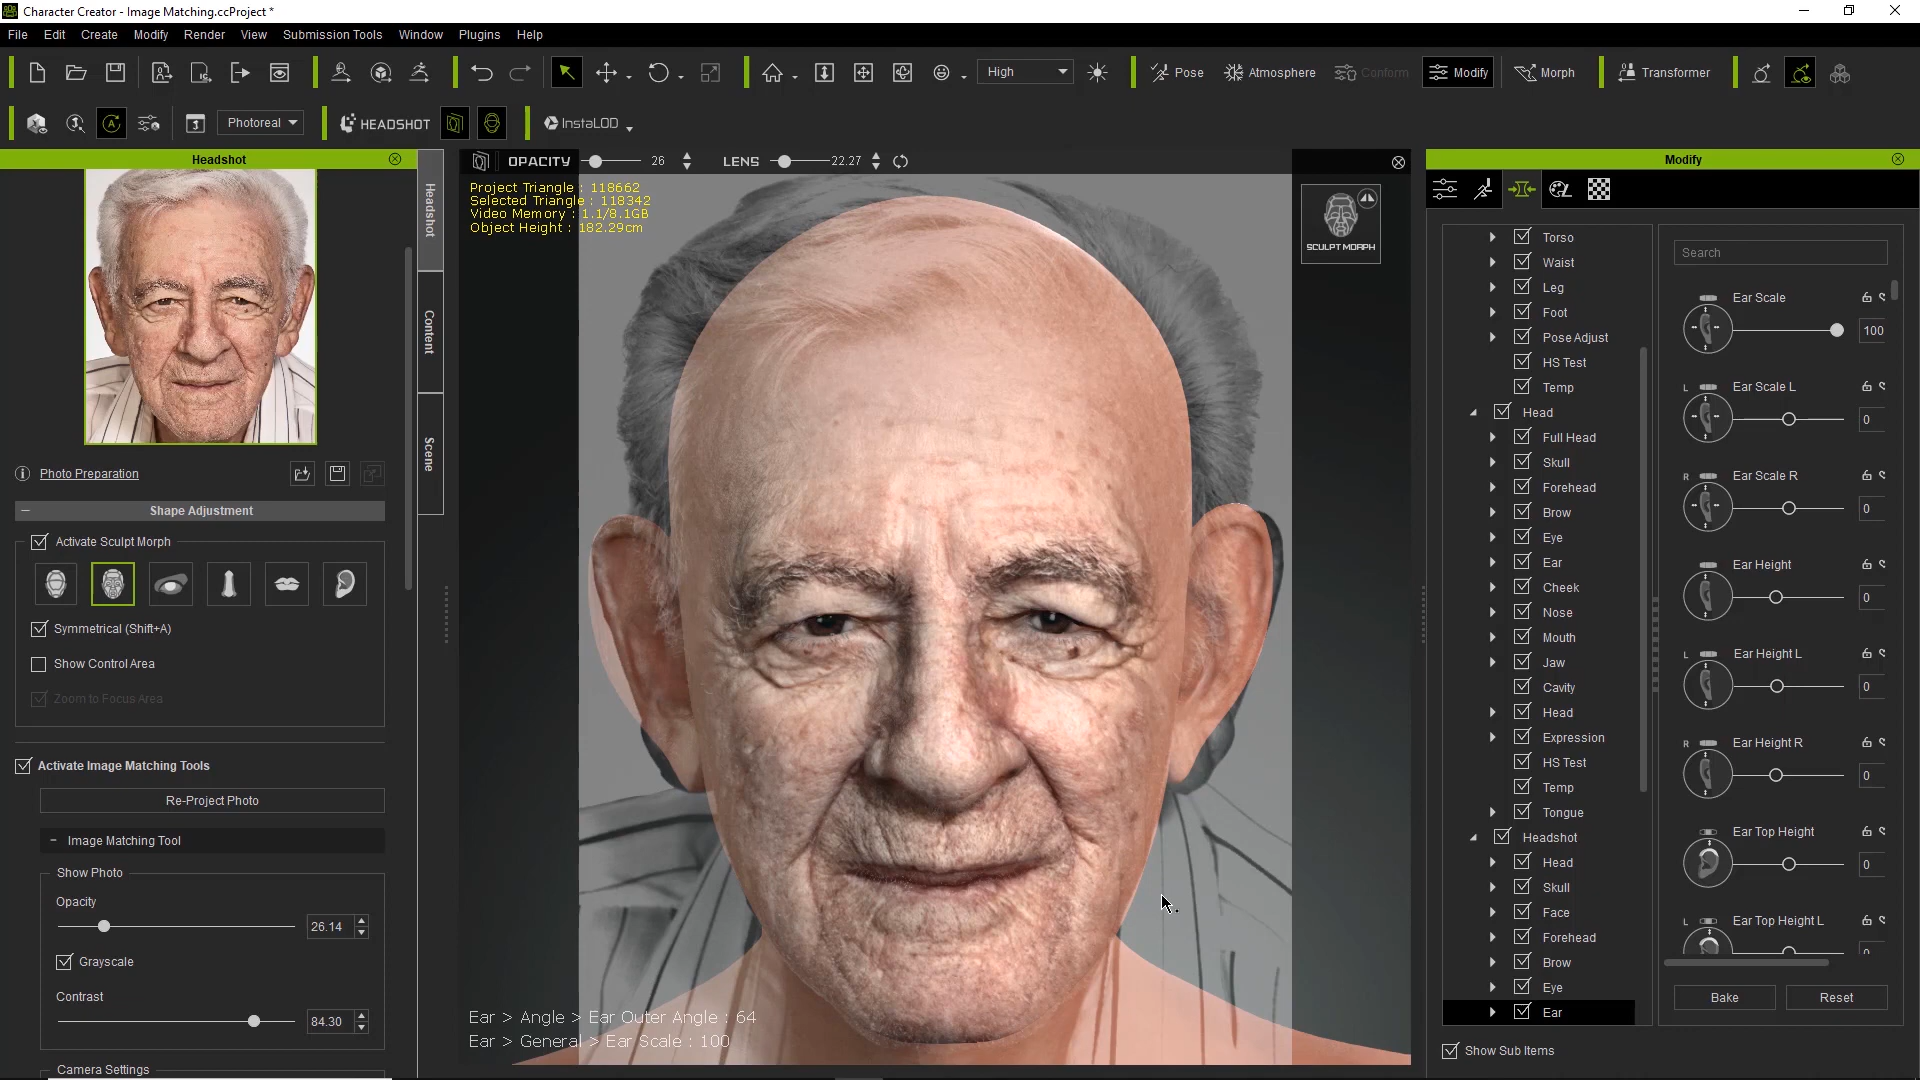 Character Creator - Image Matching.ccProject *
File Edit Create Modify Render View Submission Tools Window Plugins Help
High Pose Atmosphere Conform Modify Morph Transformer
Photoreal HEADSHOT InstaLOD
Headshot
OPACITY 26 LENS 22.27
Modify
Project Triangle : 118662
Selected Triangle : 118342
Video Memory : 1.1/8.1GB
Object Height : 182.29cm
SCULPT MORPH
Headshot
Content
Scene
Photo Preparation
Shape Adjustment
Activate Sculpt Morph
Symmetrical (Shift+A)
Show Control Area
Zoom to Focus Area
Activate Image Matching Tools
Re-Project Photo
Image Matching Tool
Show Photo
Opacity
26.14
Grayscale
Contrast
84.30
Camera Settings
Ear > Angle > Ear Outer Angle : 64
Ear > General > Ear Scale : 100
Torso
Waist
Leg
Foot
Pose Adjust
HS Test
Temp
Head
Full Head
Skull
Forehead
Brow
Eye
Ear
Cheek
Nose
Mouth
Jaw
Cavity
Head
Expression
HS Test
Temp
Tongue
Headshot
Head
Skull
Face
Forehead
Brow
Eye
Ear
Show Sub Items
Search
Ear Scale
100
L Ear Scale L
0
R Ear Scale R
0
Ear Height
0
L Ear Height L
0
R Ear Height R
0
Ear Top Height
0
L Ear Top Height L
0
Bake Reset